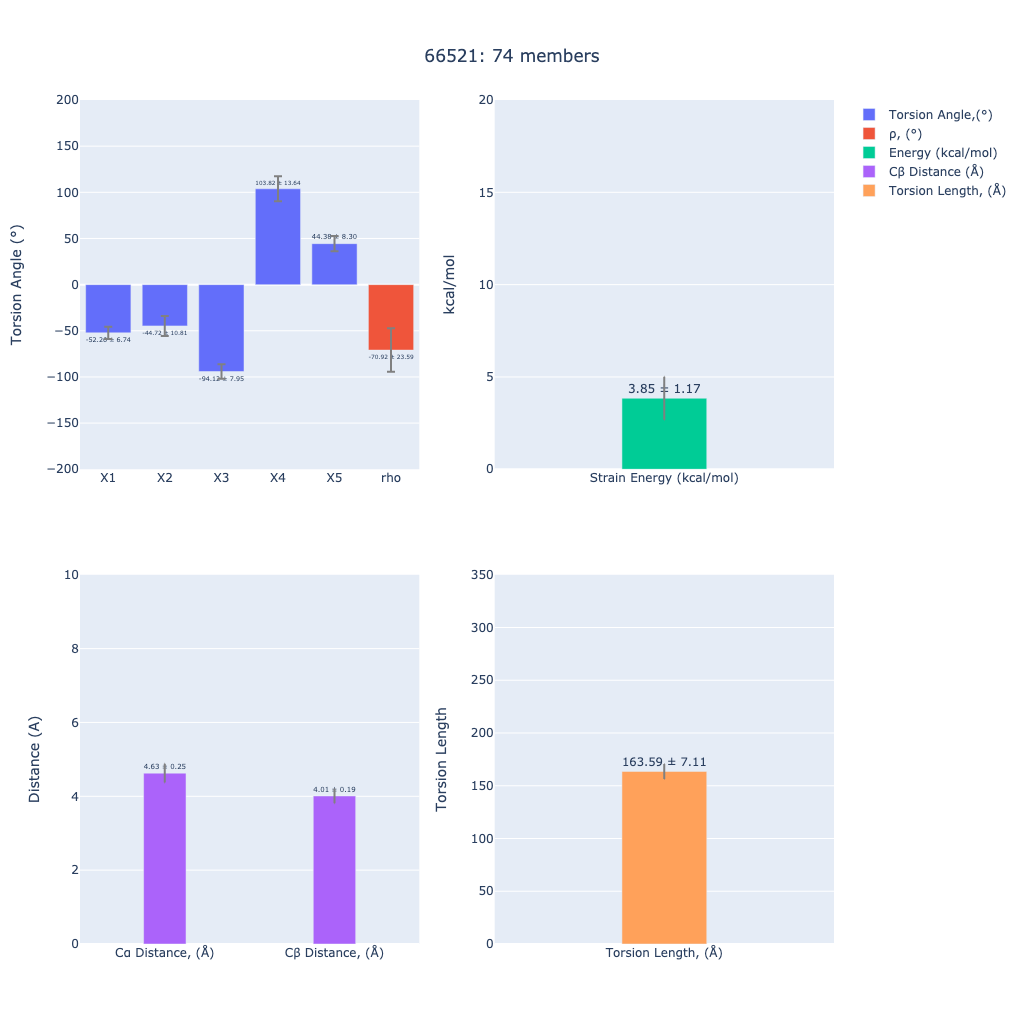 66521: 74 members
Torsion Angle (°)
200
150
100
50
0
−50
−100
−150
−200
-52.26 ± 6.74
-44.72 ± 10.81
-94.12 ± 7.95
103.82 ± 13.64
44.38 ± 8.30
-70.92 ± 23.59
X1 X2 X3 X4 X5 rho
kcal/mol
20
15
10
5
0
3.85 ± 1.17
Strain Energy (kcal/mol)
Torsion Angle,(°)
ρ, (°)
Energy (kcal/mol)
Cβ Distance (Å)
Torsion Length, (Å)
Distance (A)
10
8
6
4
2
0
4.63 ± 0.25
4.01 ± 0.19
Cα Distance, (Å) Cβ Distance, (Å)
Torsion Length
350
300
250
200
150
100
50
0
163.59 ± 7.11
Torsion Length, (Å)